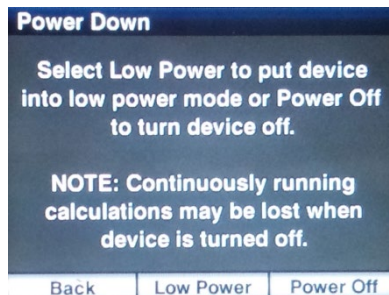 Power Down
Select Low Power to put device
into low power mode or Power Off
to turn device off.
NOTE: Continuously running
calculations may be lost when
device is turned off.
Back Low Power Power Off